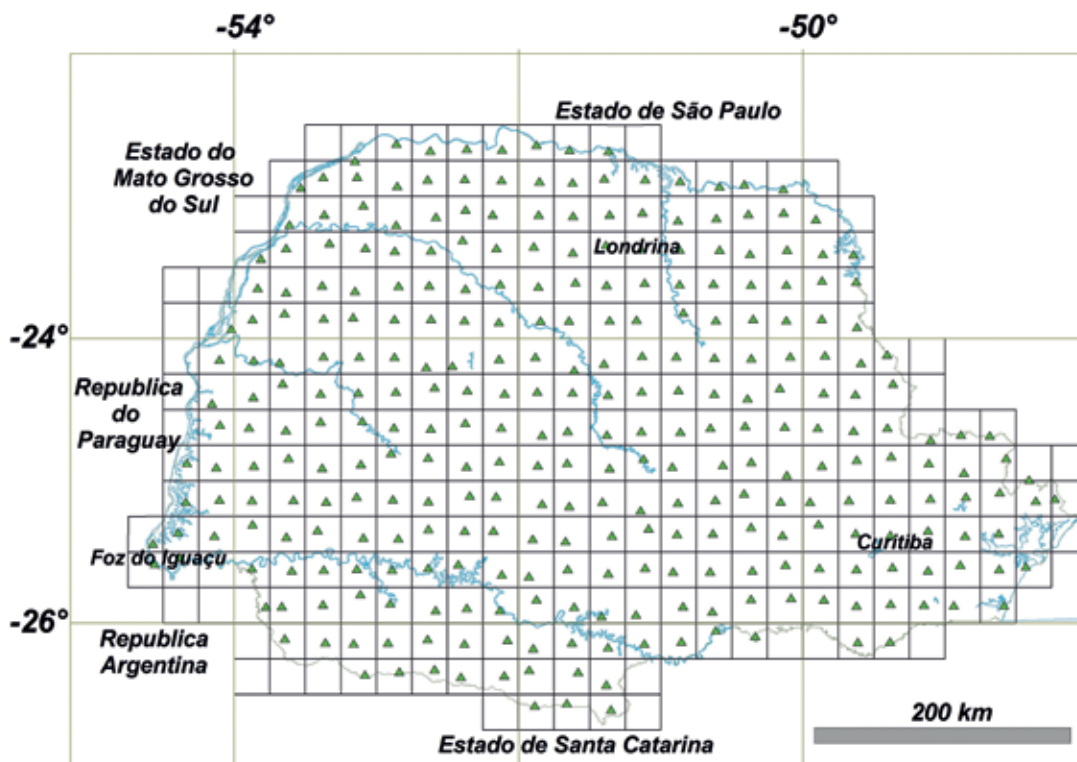 -54°
-50°
Estado de São Paulo
Estado do
Mato Grosso
do Sul
Londrina
-24°
Republica
do
Paraguay
Foz do Iguaçu
Curitiba
-26°
Republica
Argentina
200 km
Estado de Santa Catarina